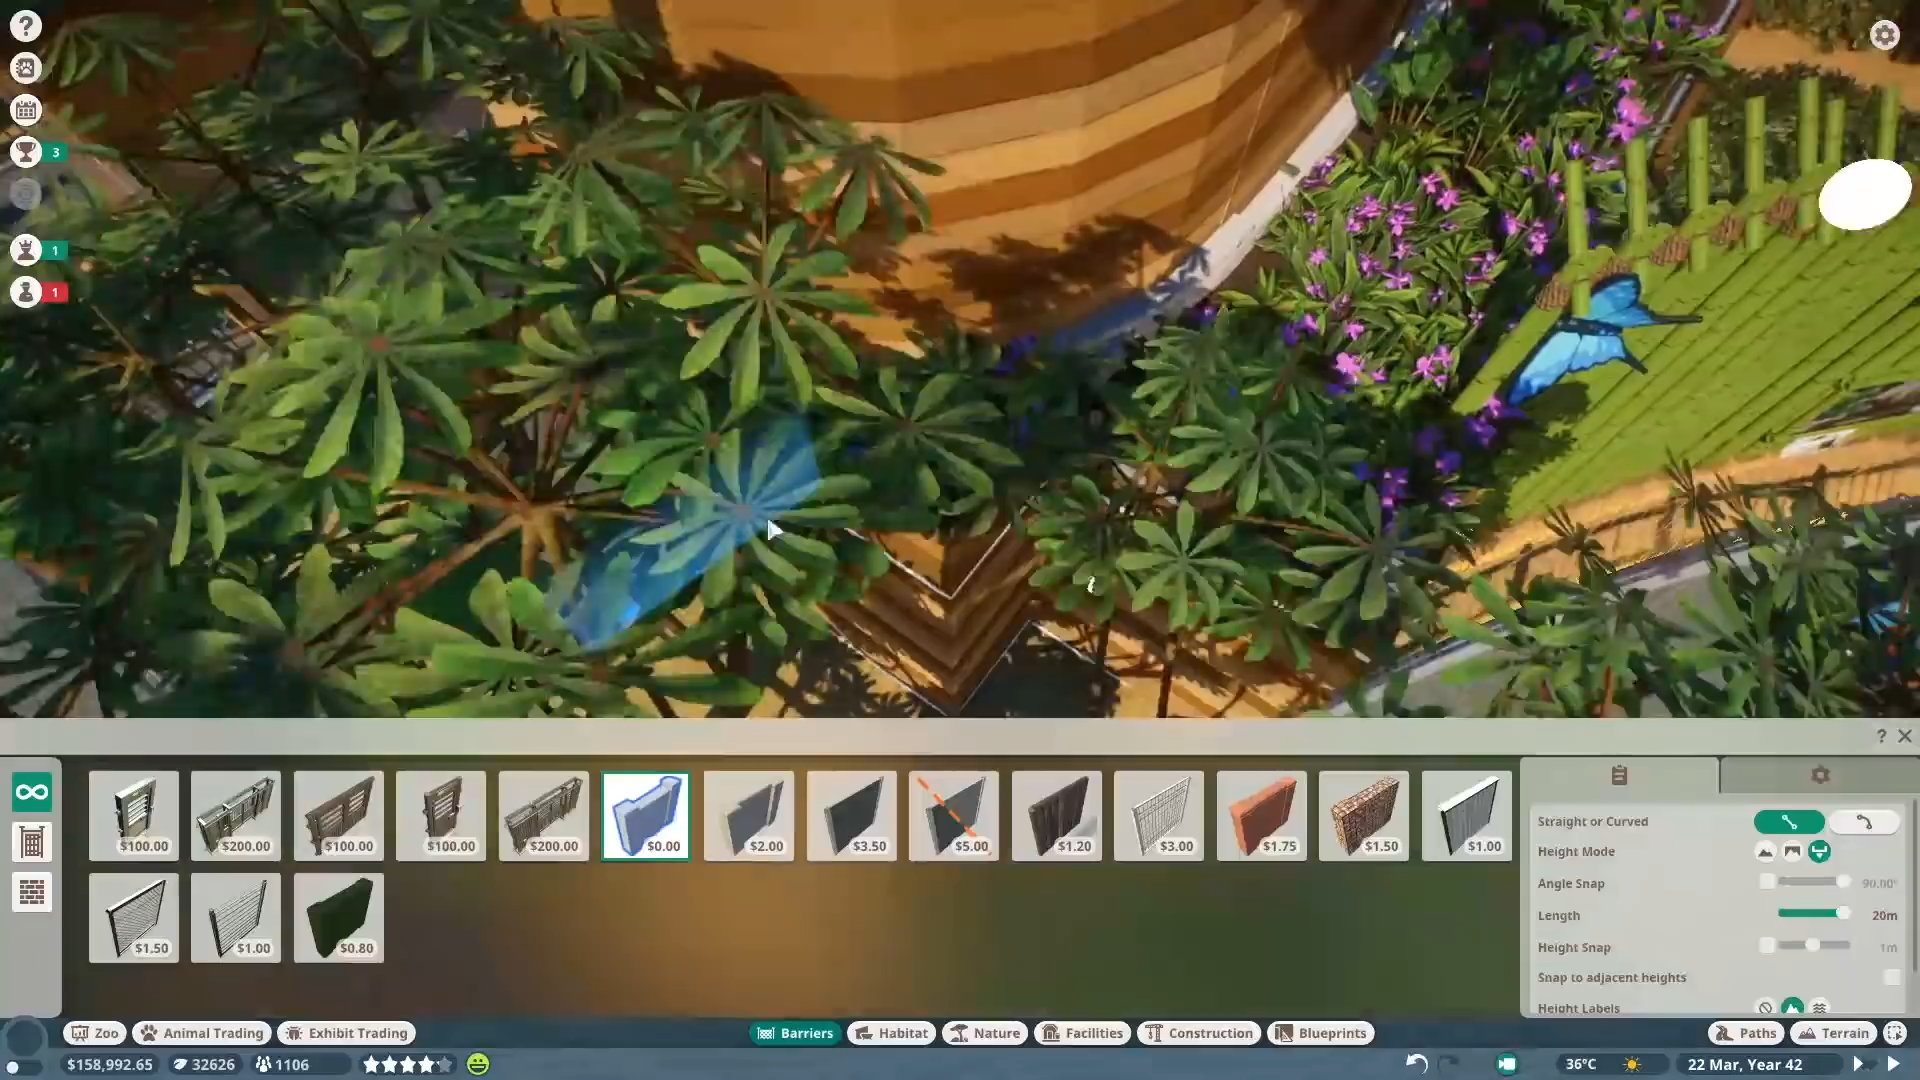 ?
3
1
1
? ✕
$100.00 $200.00 $100.00 $100.00 $200.00 $0.00 $2.00 $3.50 $5.00 $1.20 $3.00 $1.75 $1.50 $1.00
$1.50 $1.00 $0.80
Straight or Curved
Height Mode
Angle Snap 90.00°
Length 20m
Height Snap 1m
Snap to adjacent heights
Height Labels
Zoo Animal Trading Exhibit Trading Barriers Habitat Nature Facilities Construction Blueprints Paths Terrain
$158,992.65 32626 1106 36°C 22 Mar, Year 42